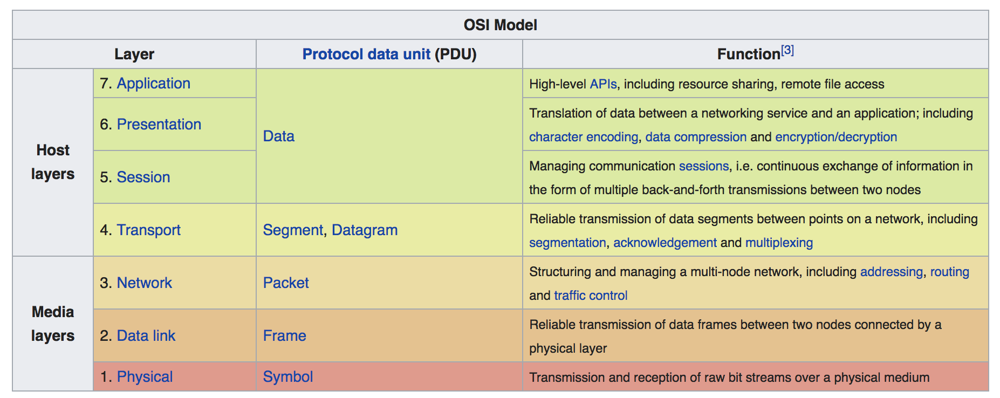 OSI Model
Layer
Protocol data unit (PDU)
Function[3]
Host
layers
7. Application
Data
High-level APIs, including resource sharing, remote file access
6. Presentation
Translation of data between a networking service and an application; including
character encoding, data compression and encryption/decryption
5. Session
Managing communication sessions, i.e. continuous exchange of information in
the form of multiple back-and-forth transmissions between two nodes
4. Transport
Segment, Datagram
Reliable transmission of data segments between points on a network, including
segmentation, acknowledgement and multiplexing
Media
layers
3. Network
Packet
Structuring and managing a multi-node network, including addressing, routing
and traffic control
2. Data link
Frame
Reliable transmission of data frames between two nodes connected by a
physical layer
1. Physical
Symbol
Transmission and reception of raw bit streams over a physical medium